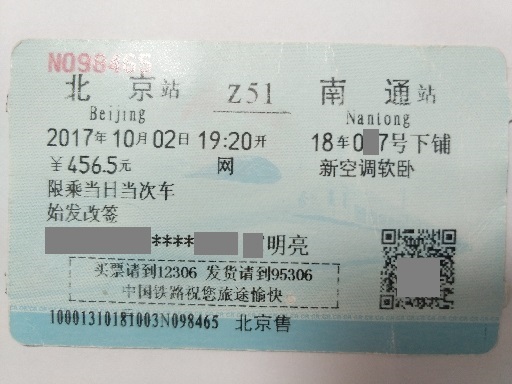 N098465
北京站 Z51 南通站
Beijing Nantong
2017年10月02日19:20开 18车0 7号下铺
￥456.5元 网 新空调软卧
限乘当日当次车
始发改签
**** 明亮
买票请到12306 发货请到95306
中国铁路祝您旅途愉快
10001310181003N098465 北京售